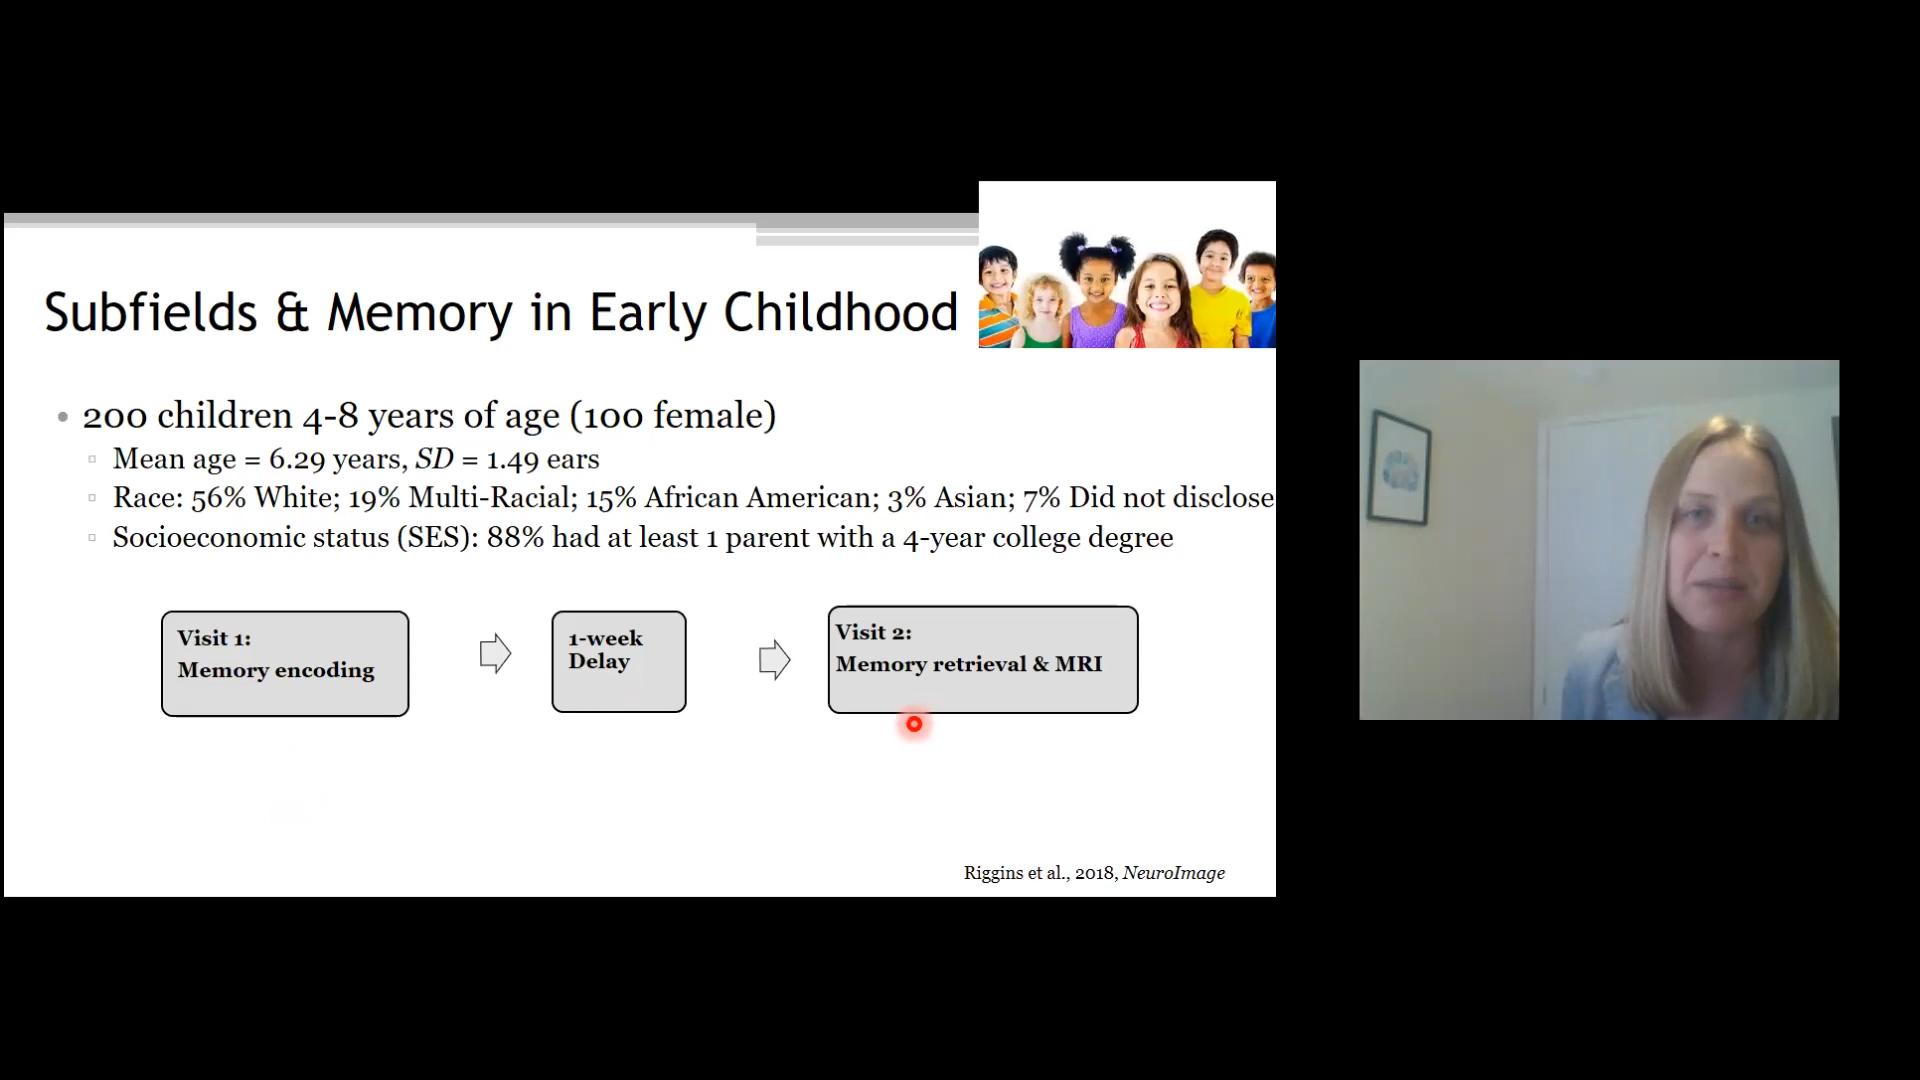 Subfields & Memory in Early Childhood
• 200 children 4-8 years of age (100 female)
▫ Mean age = 6.29 years, SD = 1.49 ears
▫ Race: 56% White; 19% Multi-Racial; 15% African American; 3% Asian; 7% Did not disclose
▫ Socioeconomic status (SES): 88% had at least 1 parent with a 4-year college degree
Visit 1:
Memory encoding
1-week
Delay
Visit 2:
Memory retrieval & MRI
Riggins et al., 2018, NeuroImage